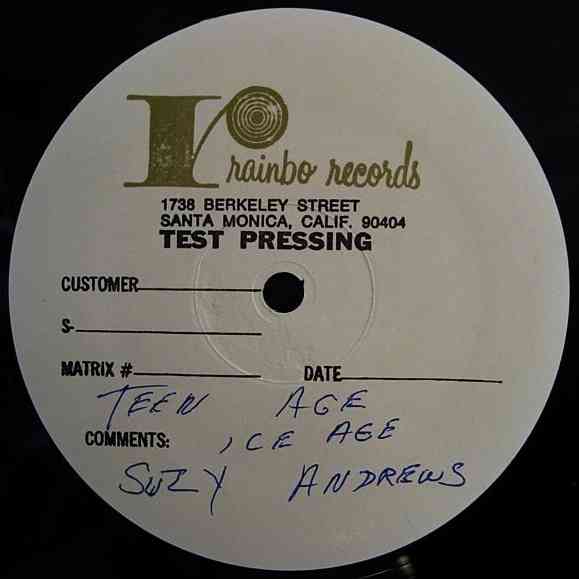 r
rainbo records
1738 BERKELEY STREET
SANTA MONICA, CALIF. 90404
TEST PRESSING
CUSTOMER
S-
MATRIX # DATE
TEEN AGE
COMMENTS: ICE AGE
SUZY ANDREWS